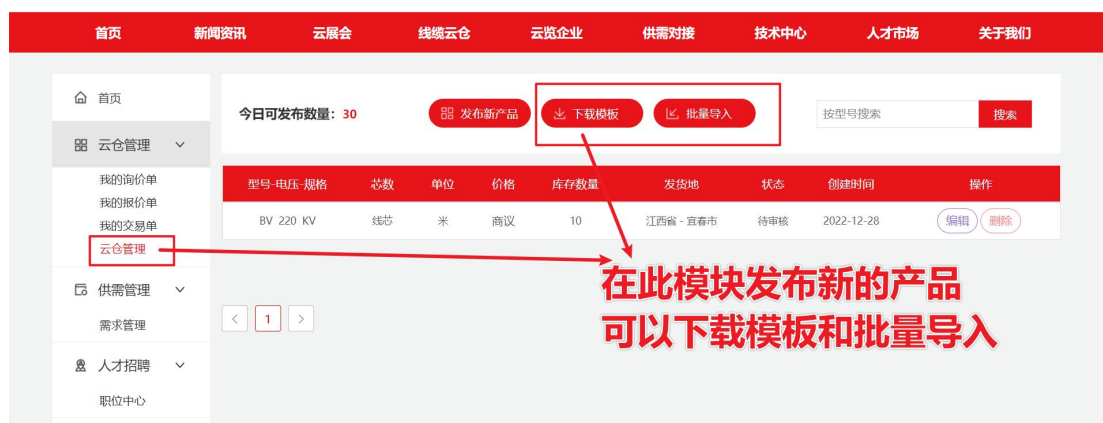 首页 新闻资讯 云展会 线缆云仓 云览企业 供需对接 技术中心 人才市场 关于我们
首页
今日可发布数量：30 发布新产品 下载模板 批量导入 按型号搜索 搜索
云仓管理
我的询价单
我的报价单
我的交易单
云仓管理
型号-电压-规格 芯数 单位 价格 库存数量 发货地 状态 创建时间 操作
BV 220 KV 线芯 米 商议 10 江西省 - 宜春市 待审核 2022-12-28 编辑 删除
在此模块发布新的产品
可以下载模板和批量导入
供需管理
需求管理
< 1 >
人才招聘
职位中心